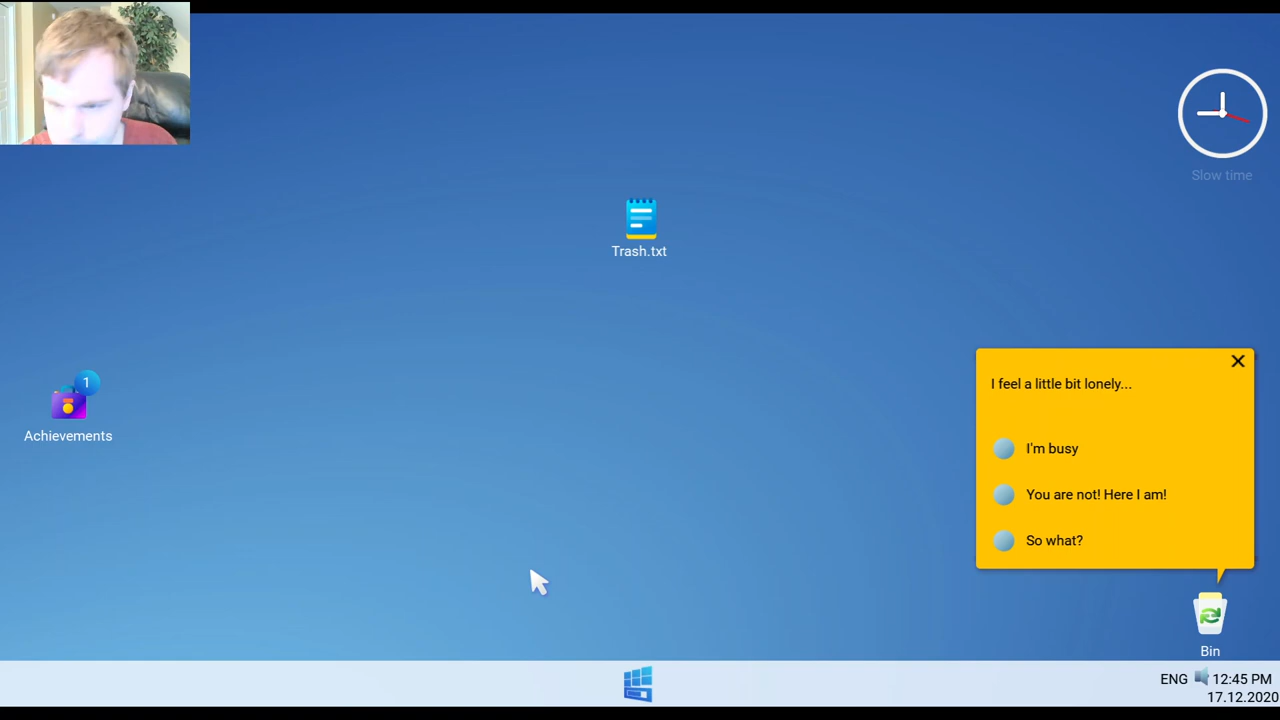 Slow time
Trash.txt
I feel a little bit lonely...
1
Achievements
I'm busy
You are not! Here I am!
So what?
Bin
ENG 12:45 PM
17.12.2020